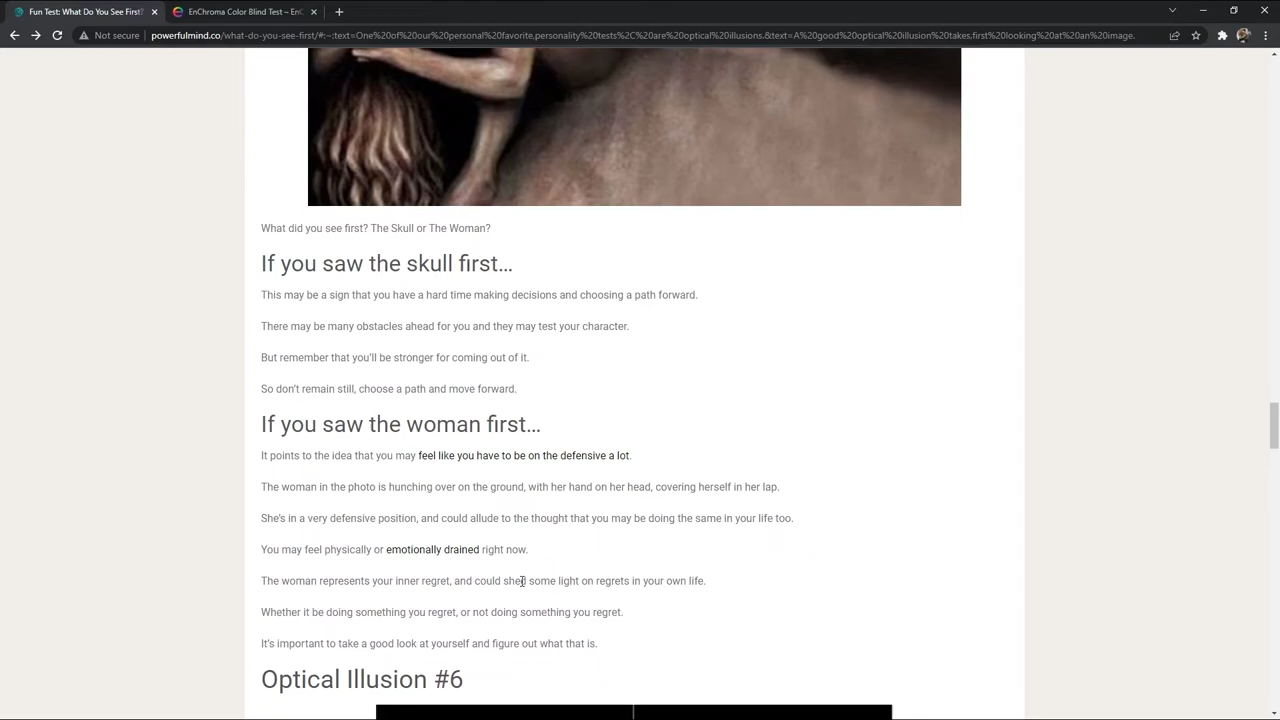 Fun Test: What Do You See First?
EnChroma Color Blind Test –
Not secure
powerfulmind.co/what-do-you-see-first/#:~:text=One%20of%20our%20personal%20favorite,personality%20tests%2C%20are%20optical%20illusions.&text=A%20good%20optical%20illusion%20takes,first%20looking%20at%20an%20image.
What did you see first? The Skull or The Woman?
If you saw the skull first…
This may be a sign that you have a hard time making decisions and choosing a path forward.
There may be many obstacles ahead for you and they may test your character.
But remember that you’ll be stronger for coming out of it.
So don’t remain still, choose a path and move forward.
If you saw the woman first…
It points to the idea that you may feel like you have to be on the defensive a lot.
The woman in the photo is hunching over on the ground, with her hand on her head, covering herself in her lap.
She’s in a very defensive position, and could allude to the thought that you may be doing the same in your life too.
You may feel physically or emotionally drained right now.
The woman represents your inner regret, and could shed some light on regrets in your own life.
Whether it be doing something you regret, or not doing something you regret.
It’s important to take a good look at yourself and figure out what that is.
Optical Illusion #6